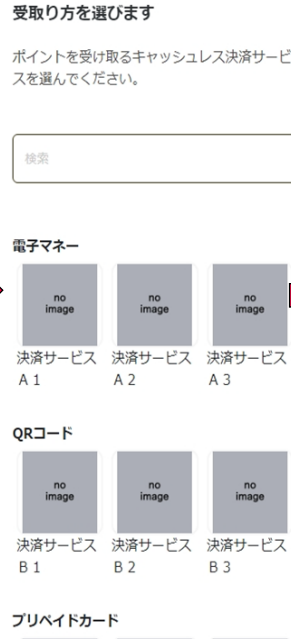 受取り方を選びます
ポイントを受け取るキャッシュレス決済サービ
スを選んでください。
検索
電子マネー
no image no image no image
決済サービス 決済サービス 決済サービス
A 1 A 2 A 3
QRコード
no image no image no image
決済サービス 決済サービス 決済サービス
B 1 B 2 B 3
プリペイドカード